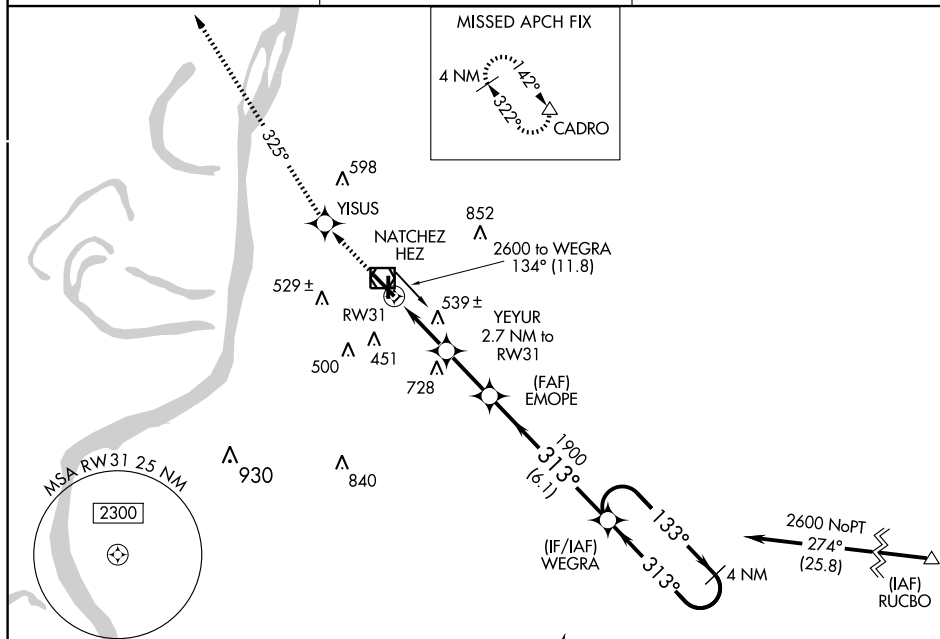 MISSED APCH FIX
4 NM
142°
322°
CADRO
325°
598
YISUS
852
NATCHEZ
HEZ
2600 to WEGRA
134° (11.8)
529 ±
539 ±
RW31
YEYUR
2.7 NM to
RW31
500
451
728
(FAF)
EMOPE
1900
313°
(6.1)
MSA RW31 25 NM
930
840
2300
(IF/IAF)
WEGRA
133°
313°
4 NM
2600 NoPT
274°
(25.8)
(IAF)
RUCBO